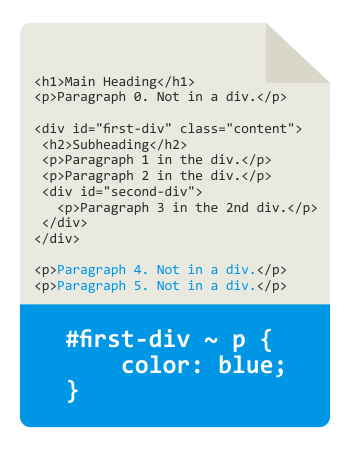 <h1>Main Heading</h1>
<p>Paragraph 0. Not in a div.</p>
<div id="first-div" class="content">
<h2>Subheading</h2>
<p>Paragraph 1 in the div.</p>
<p>Paragraph 2 in the div.</p>
<div id="second-div">
<p>Paragraph 3 in the 2nd div.</p>
</div>
</div>
<p>Paragraph 4. Not in a div.</p>
<p>Paragraph 5. Not in a div.</p>
#first-div ~ p {
color: blue;
}